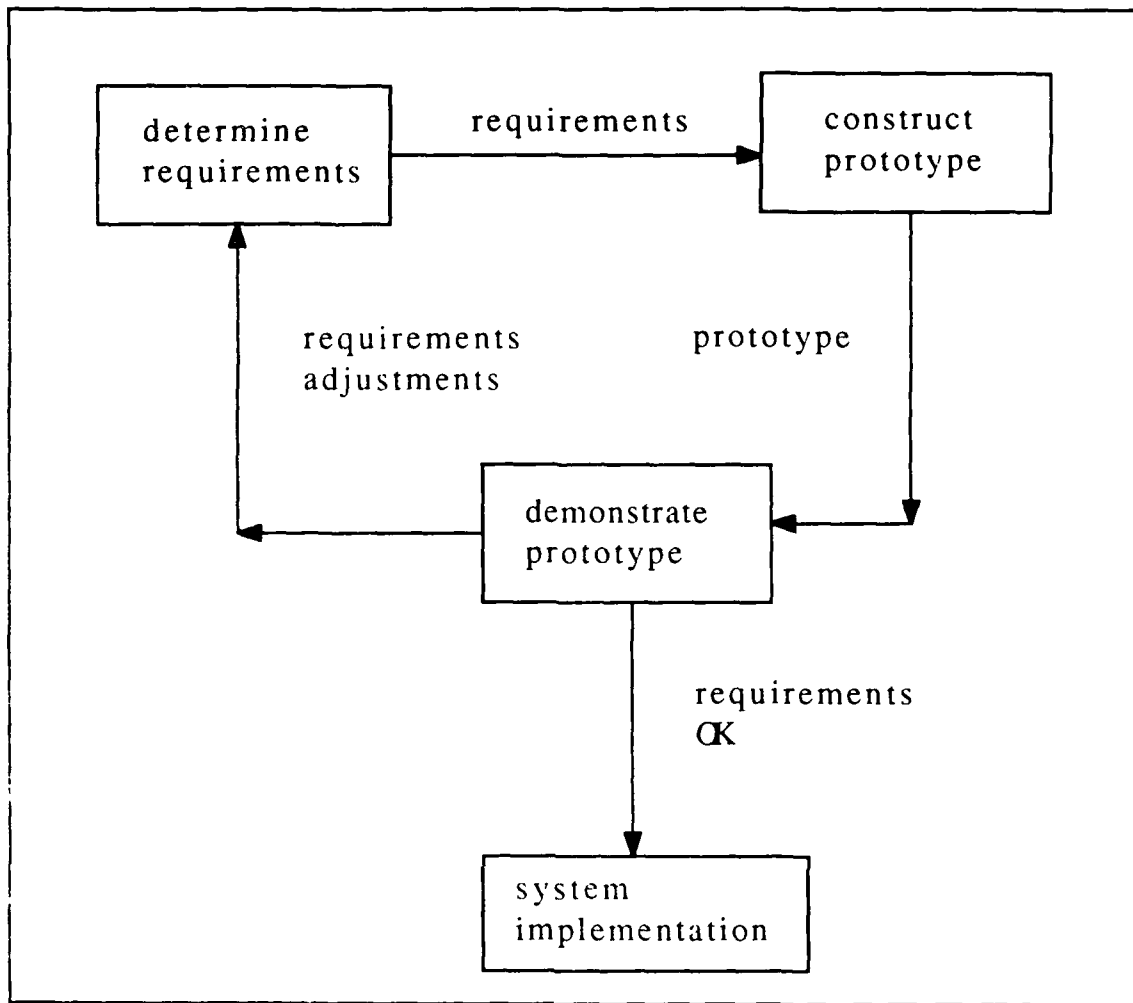 determine
requirements
requirements
construct
prototype
requirements
adjustments
prototype
demonstrate
prototype
requirements
OK
system
implementation